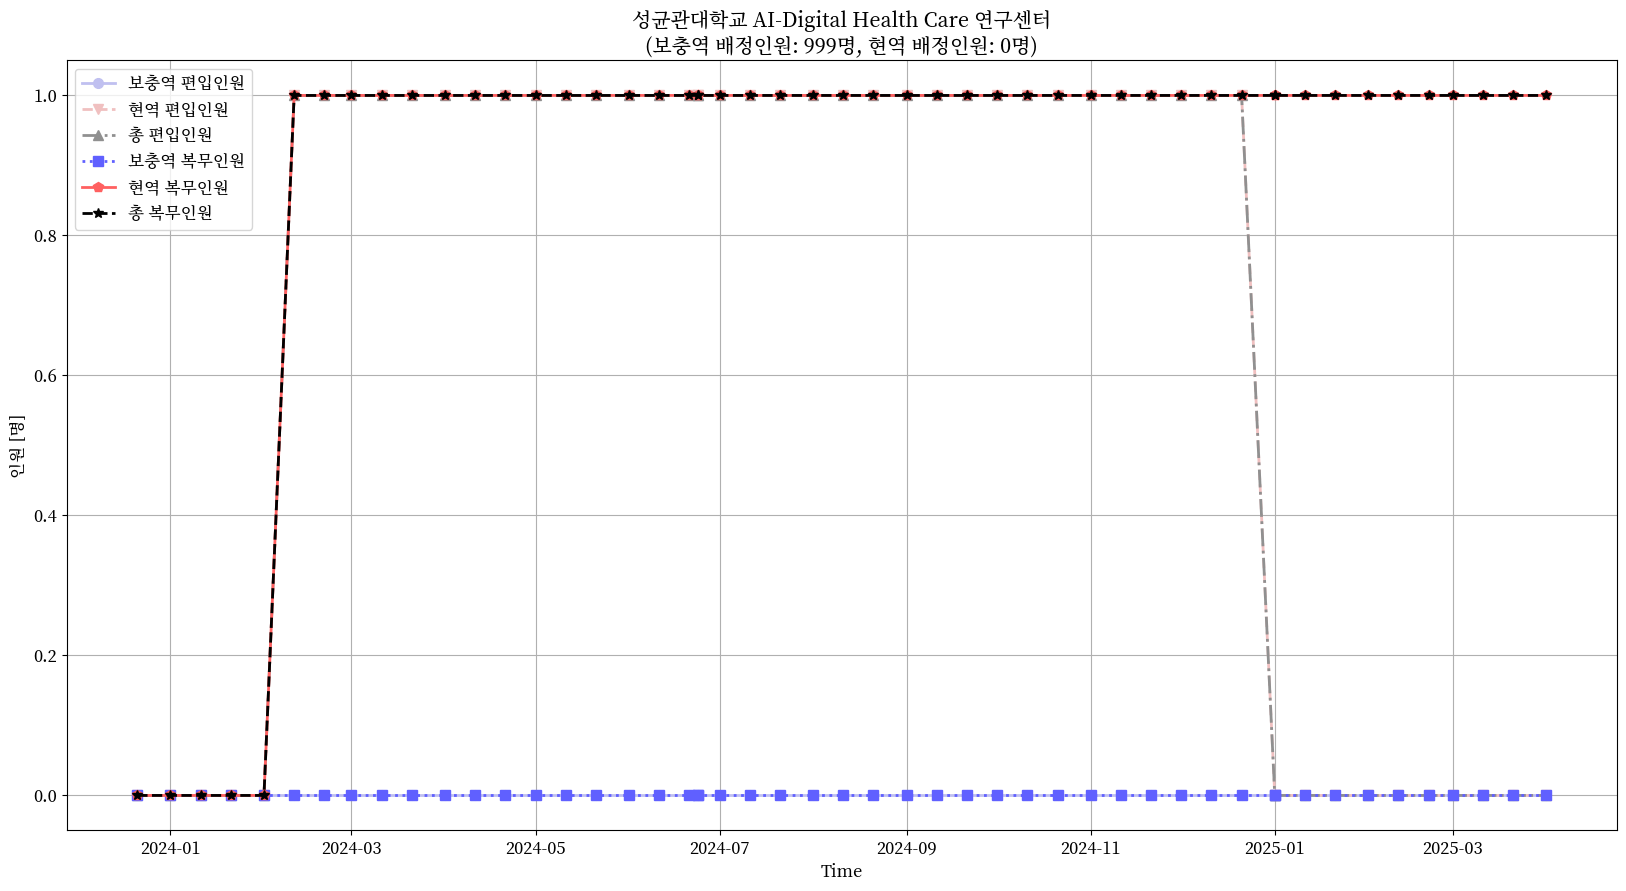 성균관대학교 AI-Digital Health Care 연구센터
(보충역 배정인원: 999명, 현역 배정인원: 0명)
보충역 편입인원
현역 편입인원
총 편입인원
보충역 복무인원
현역 복무인원
총 복무인원
인원 [명]
1.0
0.8
0.6
0.4
0.2
0.0
2024-01 2024-03 2024-05 2024-07 2024-09 2024-11 2025-01 2025-03
Time